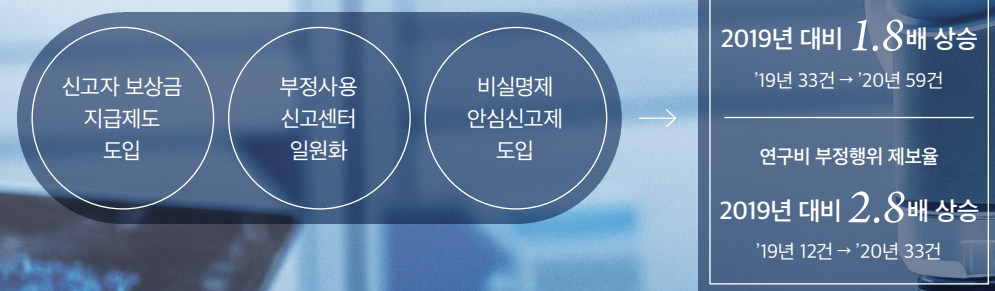 신고자 보상금
지급제도
도입
부정사용
신고센터
일원화
비실명제
안심신고제
도입
→
2019년 대비 1.8배 상승
’19년 33건 → ’20년 59건
연구비 부정행위 제보율
2019년 대비 2.8배 상승
’19년 12건 → ’20년 33건